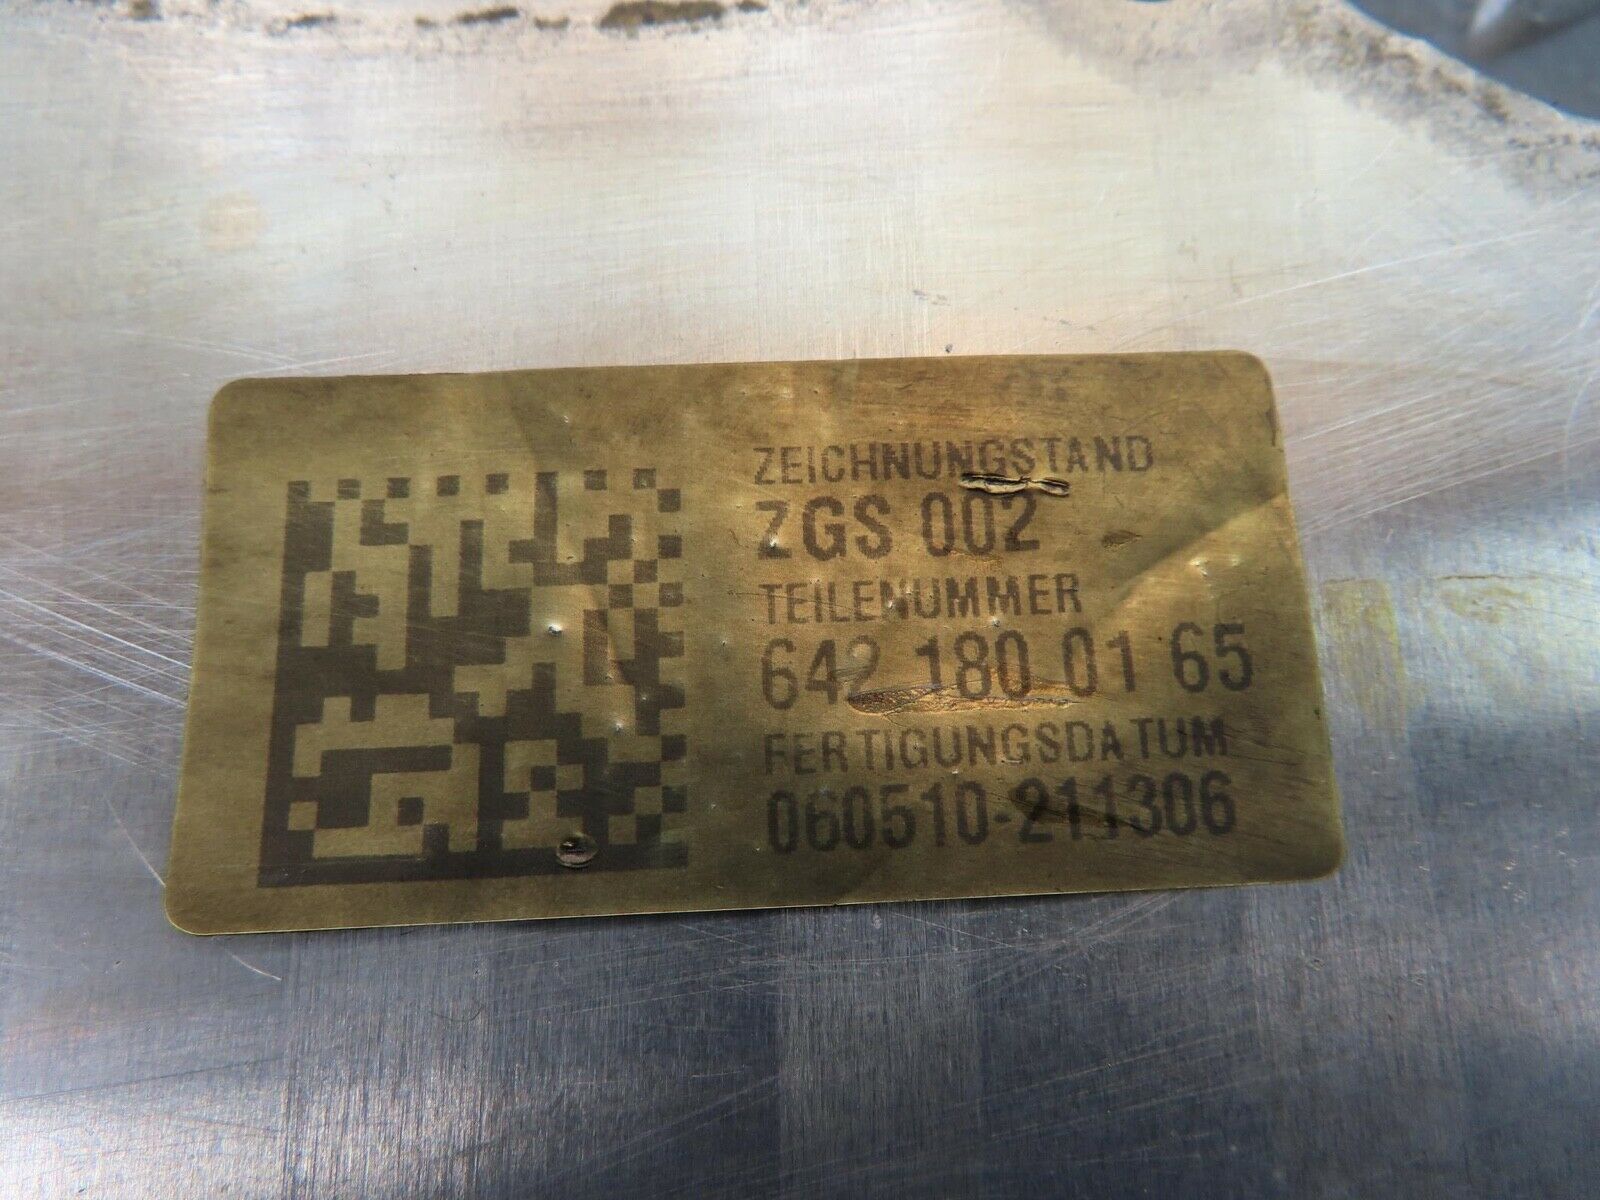 ZEICHNUNGSTAND
ZGS 002
TEILENUMMER
642 180 01 65
FERTIGUNGSDATUM
060510-211306